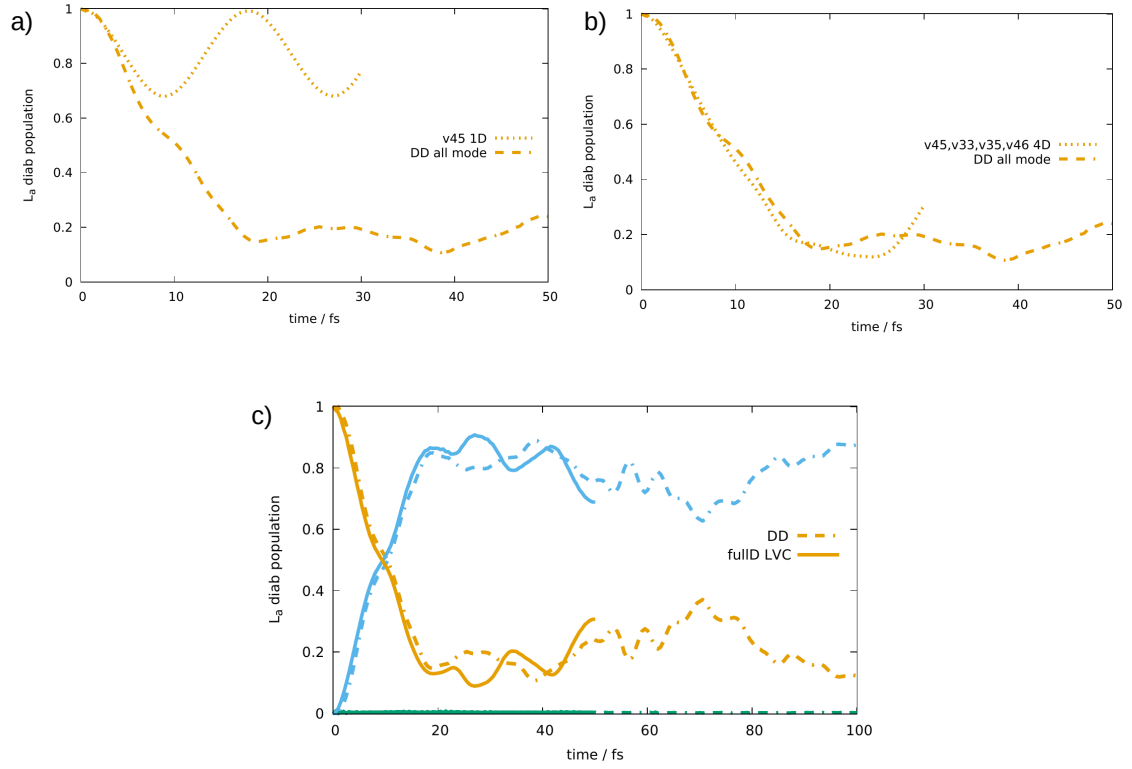 a)
L_a diab population
1
0.8
0.6
0.4
0.2
0
v45 1D
DD all mode
0 10 20 30 40 50
time / fs
b)
L_a diab population
1
0.8
0.6
0.4
0.2
0
v45,v33,v35,v46 4D
DD all mode
0 10 20 30 40 50
time / fs
c)
L_a diab population
1
0.8
0.6
0.4
0.2
0
DD
fullD LVC
0 20 40 60 80 100
time / fs